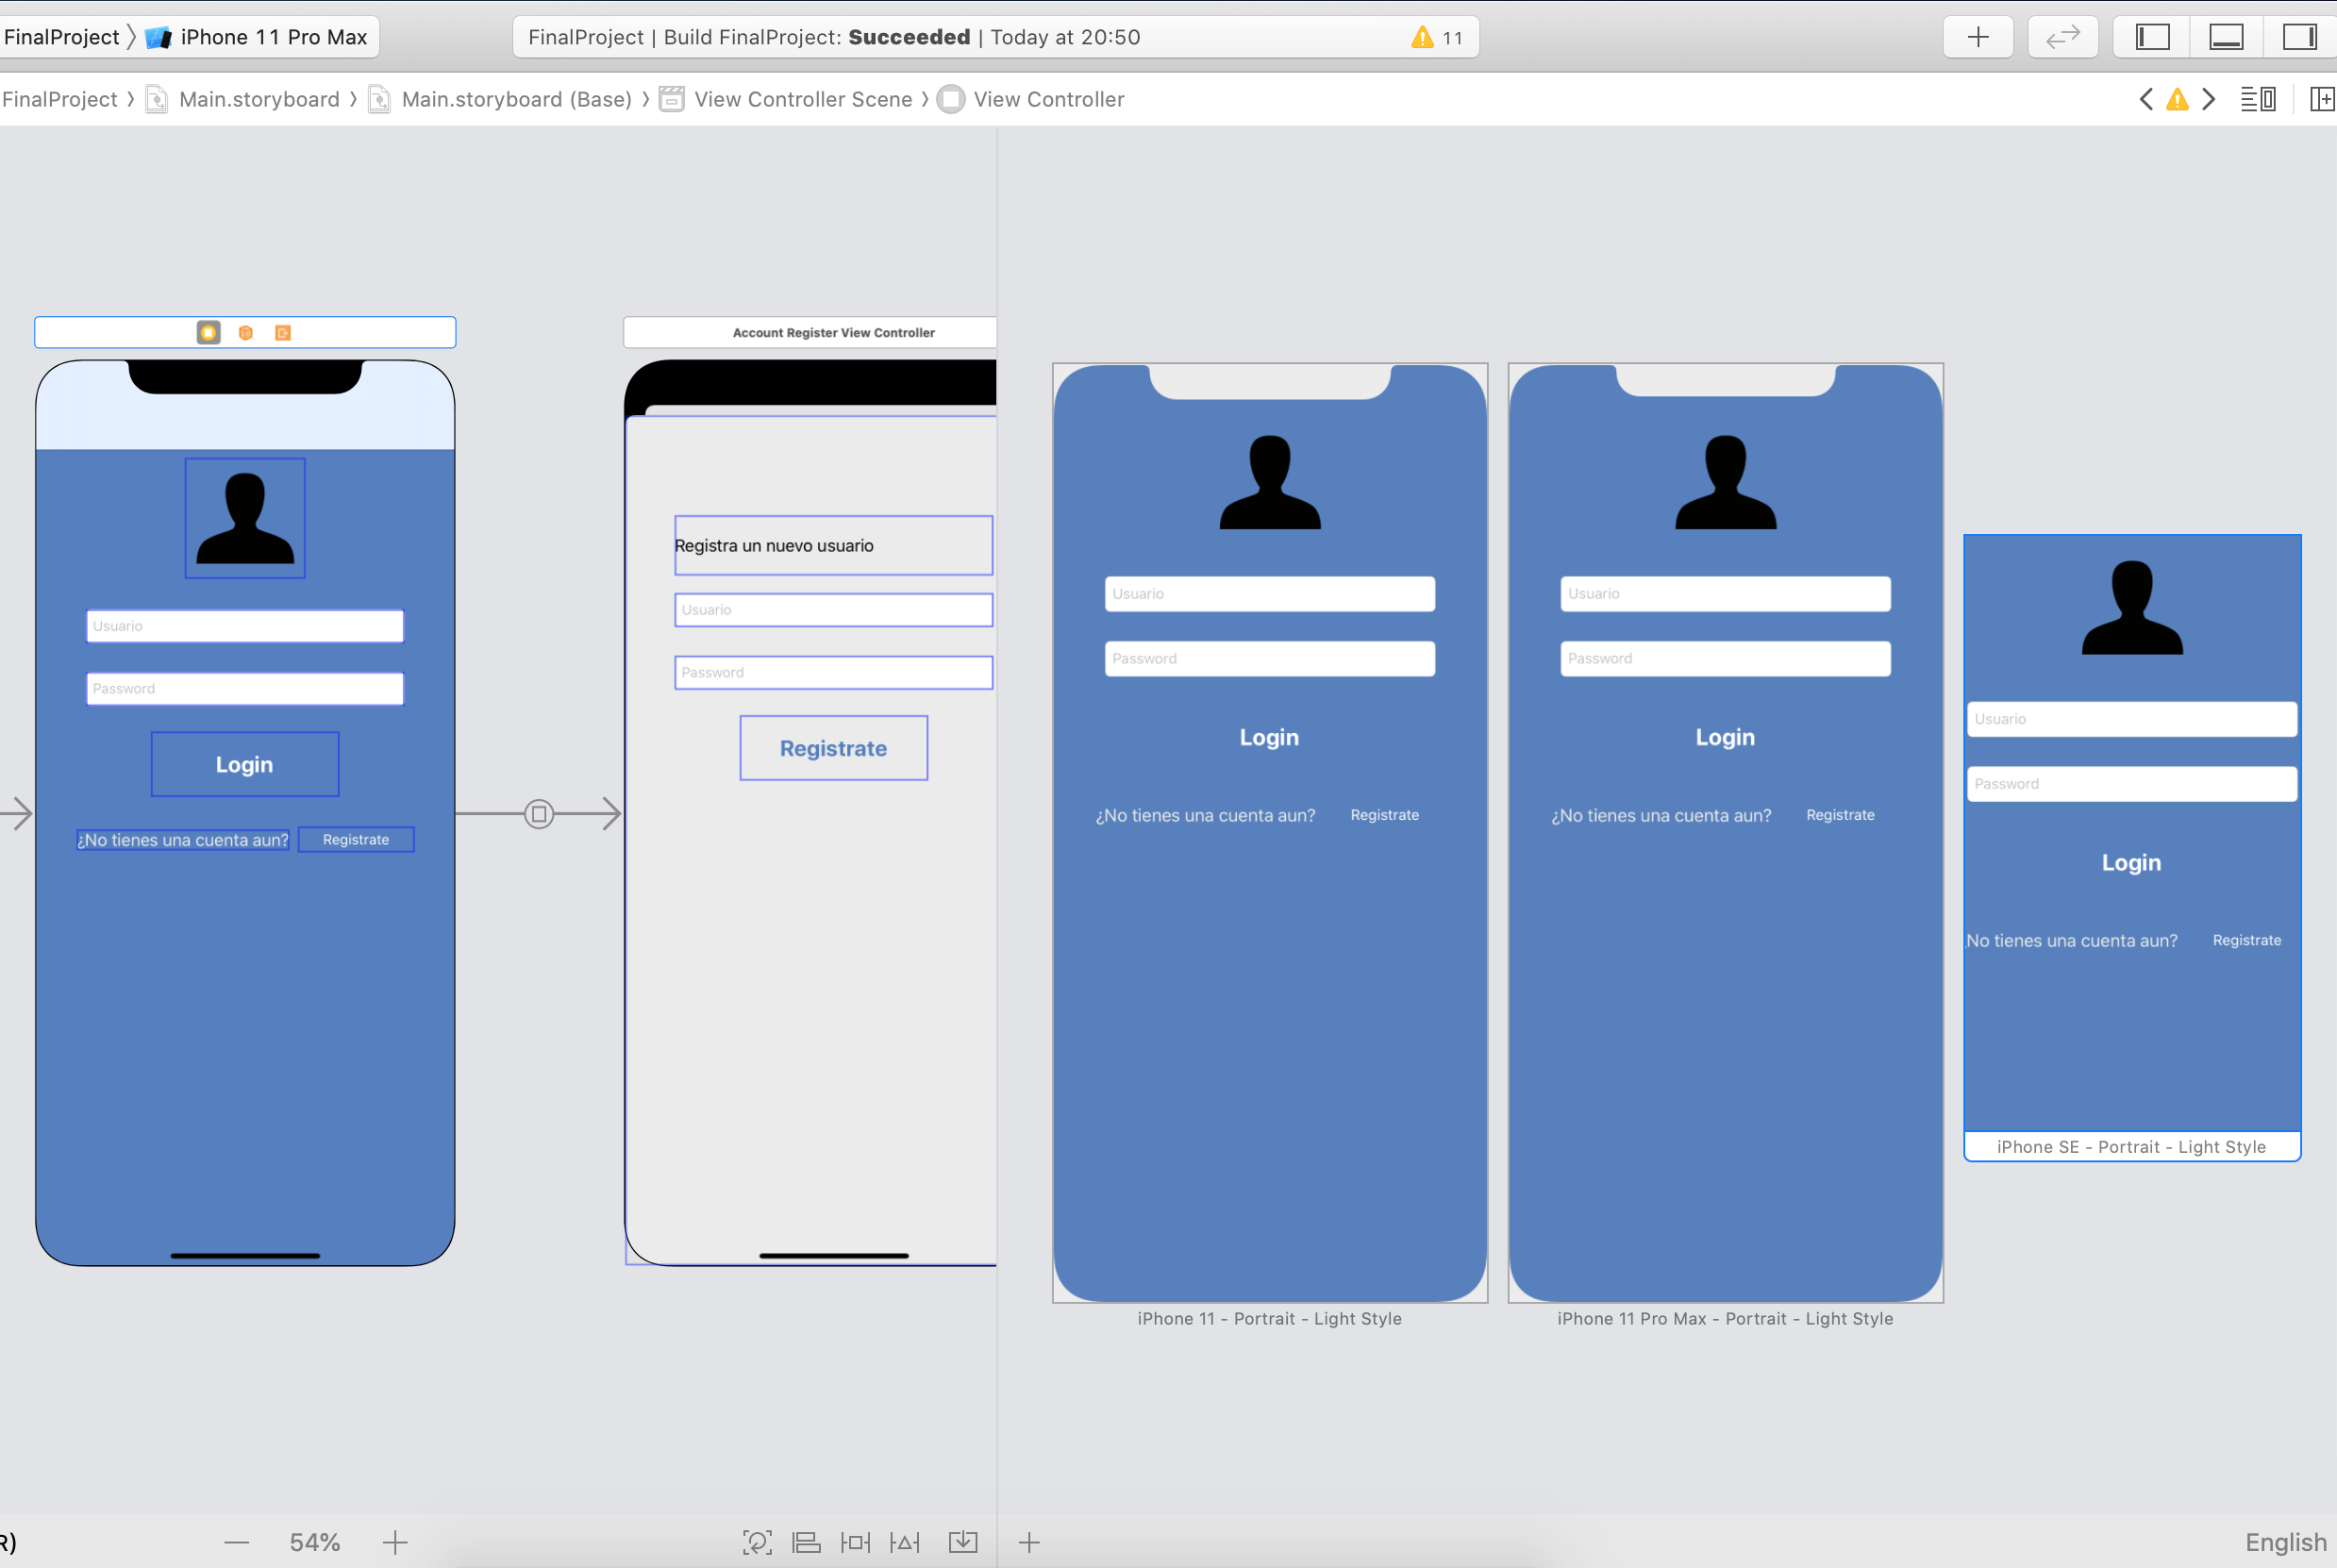 FinalProject 〉 iPhone 11 Pro Max
FinalProject | Build FinalProject: Succeeded | Today at 20:50
11
FinalProject 〉 Main.storyboard 〉 Main.storyboard (Base) 〉 View Controller Scene 〉 View Controller
Usuario
Password
Login
¿No tienes una cuenta aun? Registrate
Account Register View Controller
Registra un nuevo usuario
Usuario
Password
Registrate
Usuario
Password
Login
¿No tienes una cuenta aun? Registrate
iPhone 11 - Portrait - Light Style
Usuario
Password
Login
¿No tienes una cuenta aun? Registrate
iPhone 11 Pro Max - Portrait - Light Style
Usuario
Password
Login
No tienes una cuenta aun? Registrate
iPhone SE - Portrait - Light Style
R)
54%
English